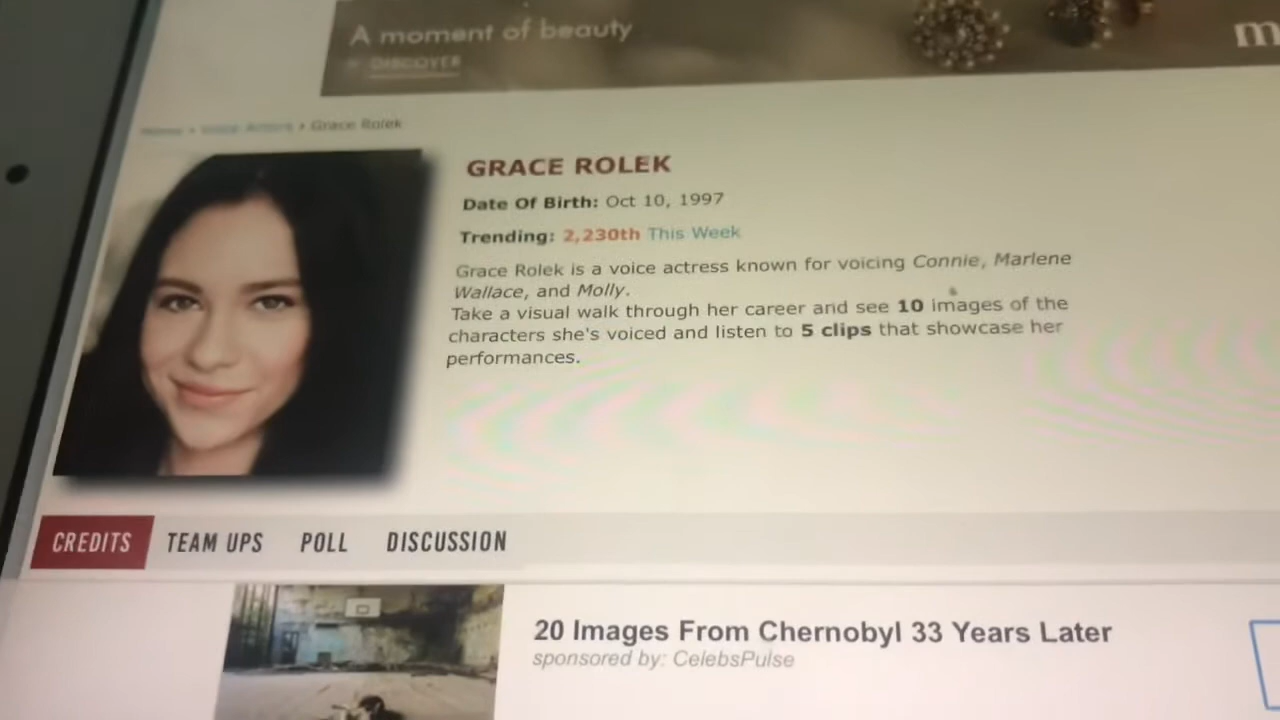 A moment of beauty
DISCOVER
m
Home › Voice Actors › Grace Rolek
GRACE ROLEK
Date Of Birth: Oct 10, 1997
Trending: 2,230th This Week
Grace Rolek is a voice actress known for voicing Connie, Marlene
Wallace, and Molly.
Take a visual walk through her career and see 10 images of the
characters she's voiced and listen to 5 clips that showcase her
performances.
CREDITS TEAM UPS POLL DISCUSSION
20 Images From Chernobyl 33 Years Later
sponsored by: CelebsPulse